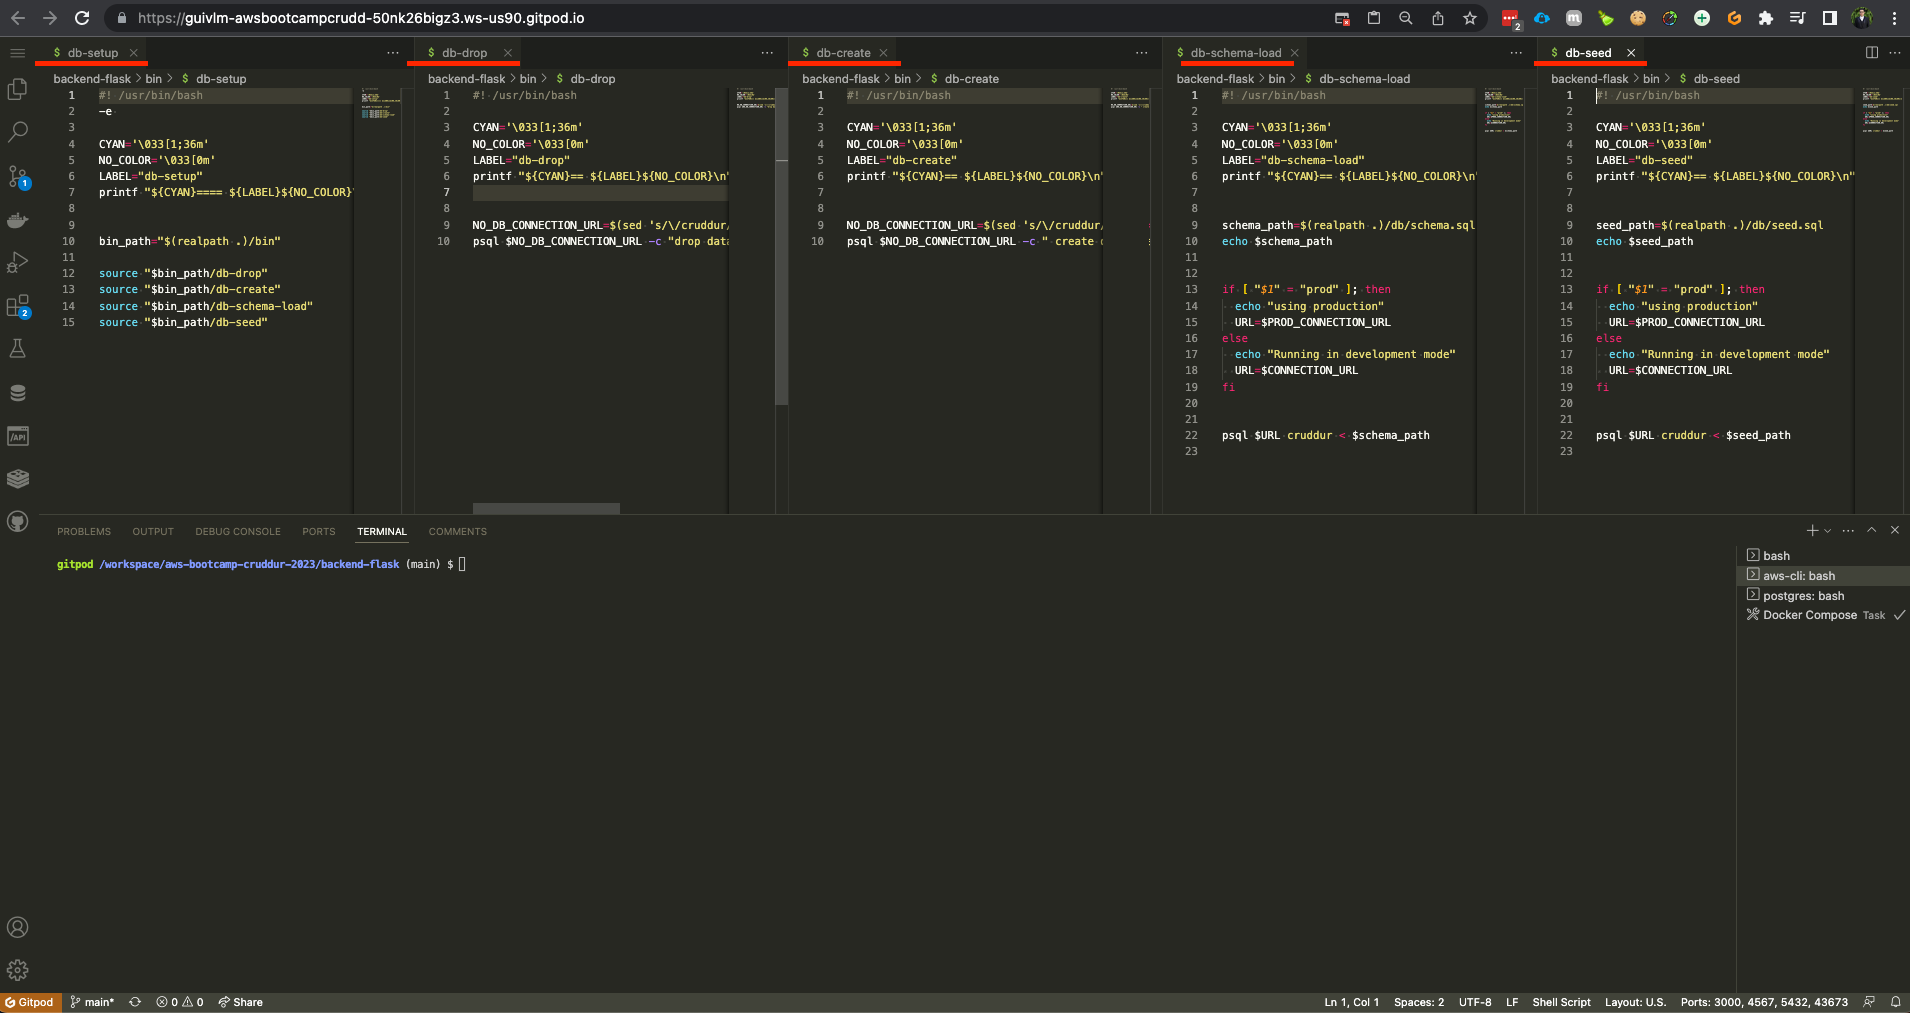 https://guivlm-awsbootcampcrudd-50nk26bigz3.ws-us90.gitpod.io
2
$ db-setup
backend-flask > bin > $ db-setup
1 #! /usr/bin/bash
2 -e
3
4 CYAN='\033[1;36m'
5 NO_COLOR='\033[0m'
6 LABEL="db-setup"
7 printf "${CYAN}==== ${LABEL}${NO_COLOR}
8
9
10 bin_path="$(realpath .)/bin"
11
12 source "$bin_path/db-drop"
13 source "$bin_path/db-create"
14 source "$bin_path/db-schema-load"
15 source "$bin_path/db-seed"
$ db-drop
backend-flask > bin > $ db-drop
1 #! /usr/bin/bash
2
3 CYAN='\033[1;36m'
4 NO_COLOR='\033[0m'
5 LABEL="db-drop"
6 printf "${CYAN}== ${LABEL}${NO_COLOR}\n"
7
8
9 NO_DB_CONNECTION_URL=$(sed 's/\/cruddur/
10 psql $NO_DB_CONNECTION_URL -c "drop data
$ db-create
backend-flask > bin > $ db-create
1 #! /usr/bin/bash
2
3 CYAN='\033[1;36m'
4 NO_COLOR='\033[0m'
5 LABEL="db-create"
6 printf "${CYAN}== ${LABEL}${NO_COLOR}\n"
7
8
9 NO_DB_CONNECTION_URL=$(sed 's/\/cruddur/
10 psql $NO_DB_CONNECTION_URL -c " create
$ db-schema-load
backend-flask > bin > $ db-schema-load
1 #! /usr/bin/bash
2
3 CYAN='\033[1;36m'
4 NO_COLOR='\033[0m'
5 LABEL="db-schema-load"
6 printf "${CYAN}== ${LABEL}${NO_COLOR}\n"
7
8
9 schema_path=$(realpath .)/db/schema.sql
10 echo $schema_path
11
12
13 if [ "$1" = "prod" ]; then
14 echo "using production"
15 URL=$PROD_CONNECTION_URL
16 else
17 echo "Running in development mode"
18 URL=$CONNECTION_URL
19 fi
20
21
22 psql $URL cruddur < $schema_path
23
$ db-seed
backend-flask > bin > $ db-seed
1 #! /usr/bin/bash
2
3 CYAN='\033[1;36m'
4 NO_COLOR='\033[0m'
5 LABEL="db-seed"
6 printf "${CYAN}== ${LABEL}${NO_COLOR}\n"
7
8
9 seed_path=$(realpath .)/db/seed.sql
10 echo $seed_path
11
12
13 if [ "$1" = "prod" ]; then
14 echo "using production"
15 URL=$PROD_CONNECTION_URL
16 else
17 echo "Running in development mode"
18 URL=$CONNECTION_URL
19 fi
20
21
22 psql $URL cruddur < $seed_path
23
1
2
/API
PROBLEMS OUTPUT DEBUG CONSOLE PORTS TERMINAL COMMENTS
gitpod /workspace/aws-bootcamp-cruddur-2023/backend-flask (main) $
bash
aws-cli: bash
postgres: bash
Docker Compose Task
Gitpod main* 0 0 Share Ln 1, Col 1 Spaces: 2 UTF-8 LF Shell Script Layout: U.S. Ports: 3000, 4567, 5432, 43673